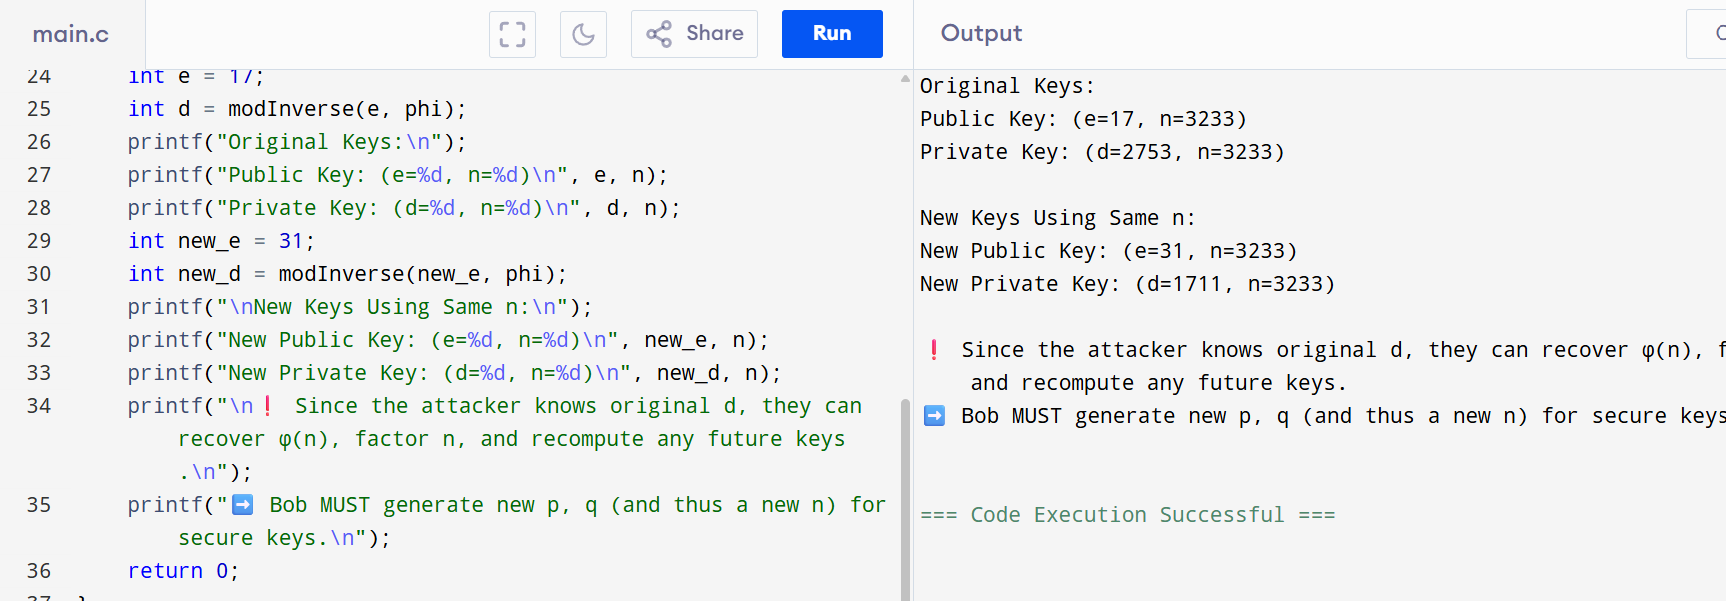 main.c
Share
Run
Output
24 int e = 17;
25 int d = modInverse(e, phi);
26 printf("Original Keys:\n");
27 printf("Public Key: (e=%d, n=%d)\n", e, n);
28 printf("Private Key: (d=%d, n=%d)\n", d, n);
29 int new_e = 31;
30 int new_d = modInverse(new_e, phi);
31 printf("\nNew Keys Using Same n:\n");
32 printf("New Public Key: (e=%d, n=%d)\n", new_e, n);
33 printf("New Private Key: (d=%d, n=%d)\n", new_d, n);
34 printf("\n❗ Since the attacker knows original d, they can
recover φ(n), factor n, and recompute any future keys
.\n");
35 printf("➡️ Bob MUST generate new p, q (and thus a new n) for
secure keys.\n");
36 return 0;
37 }
Original Keys:
Public Key: (e=17, n=3233)
Private Key: (d=2753, n=3233)
New Keys Using Same n:
New Public Key: (e=31, n=3233)
New Private Key: (d=1711, n=3233)
❗ Since the attacker knows original d, they can recover φ(n), f
and recompute any future keys.
➡️ Bob MUST generate new p, q (and thus a new n) for secure keys
=== Code Execution Successful ===